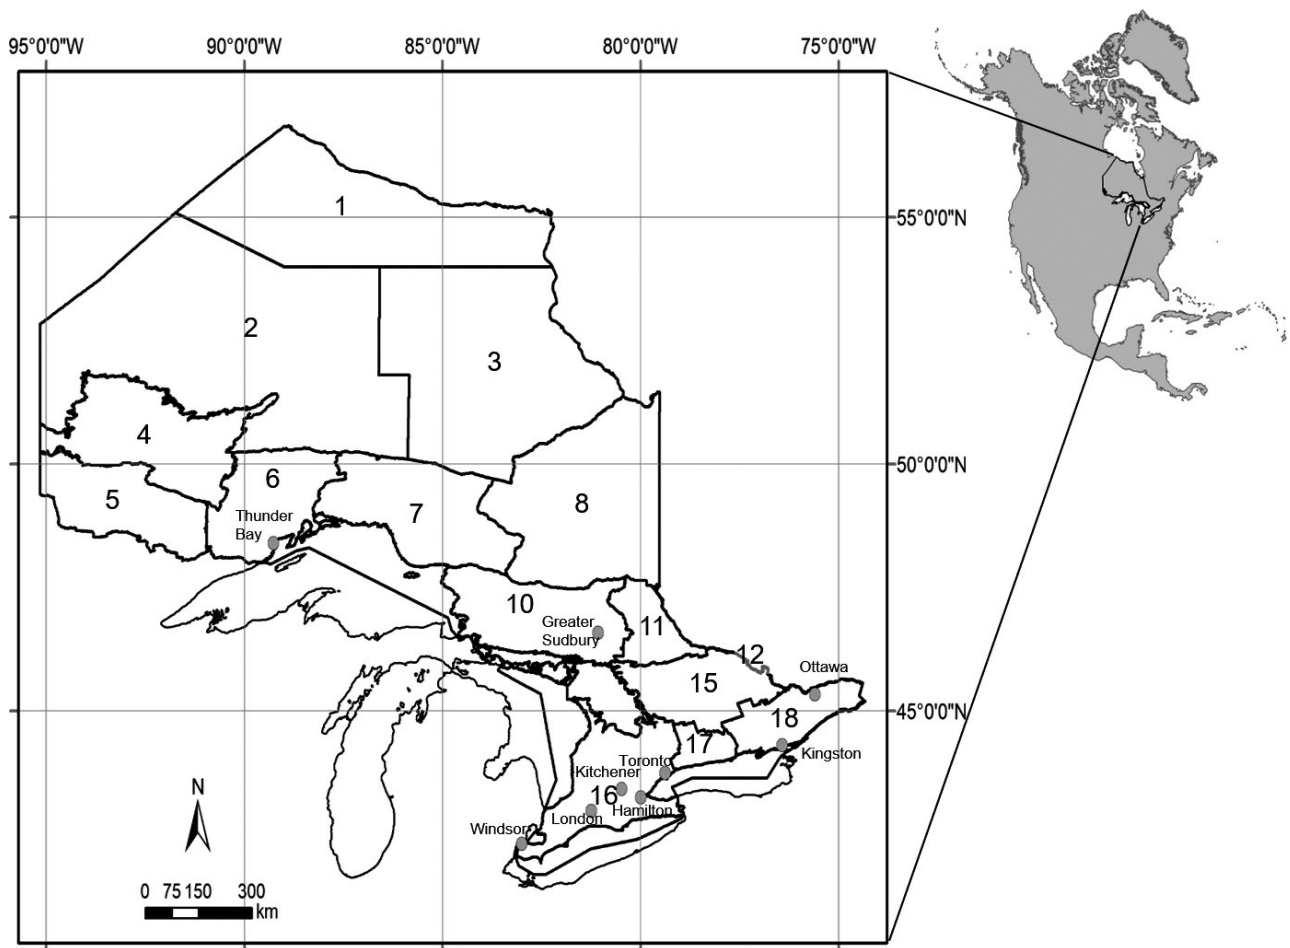 95°0'0"W 90°0'0"W 85°0'0"W 80°0'0"W 75°0'0"W
1
55°0'0"N
2
3
4
50°0'0"N
6
5
7
8
Thunder
Bay
10
Greater
Sudbury
11
12
Ottawa
15
45°0'0"N
18
17
Kingston
Toronto
Kitchener
16
Hamilton
London
Windsor
N
0 75 150 300
km